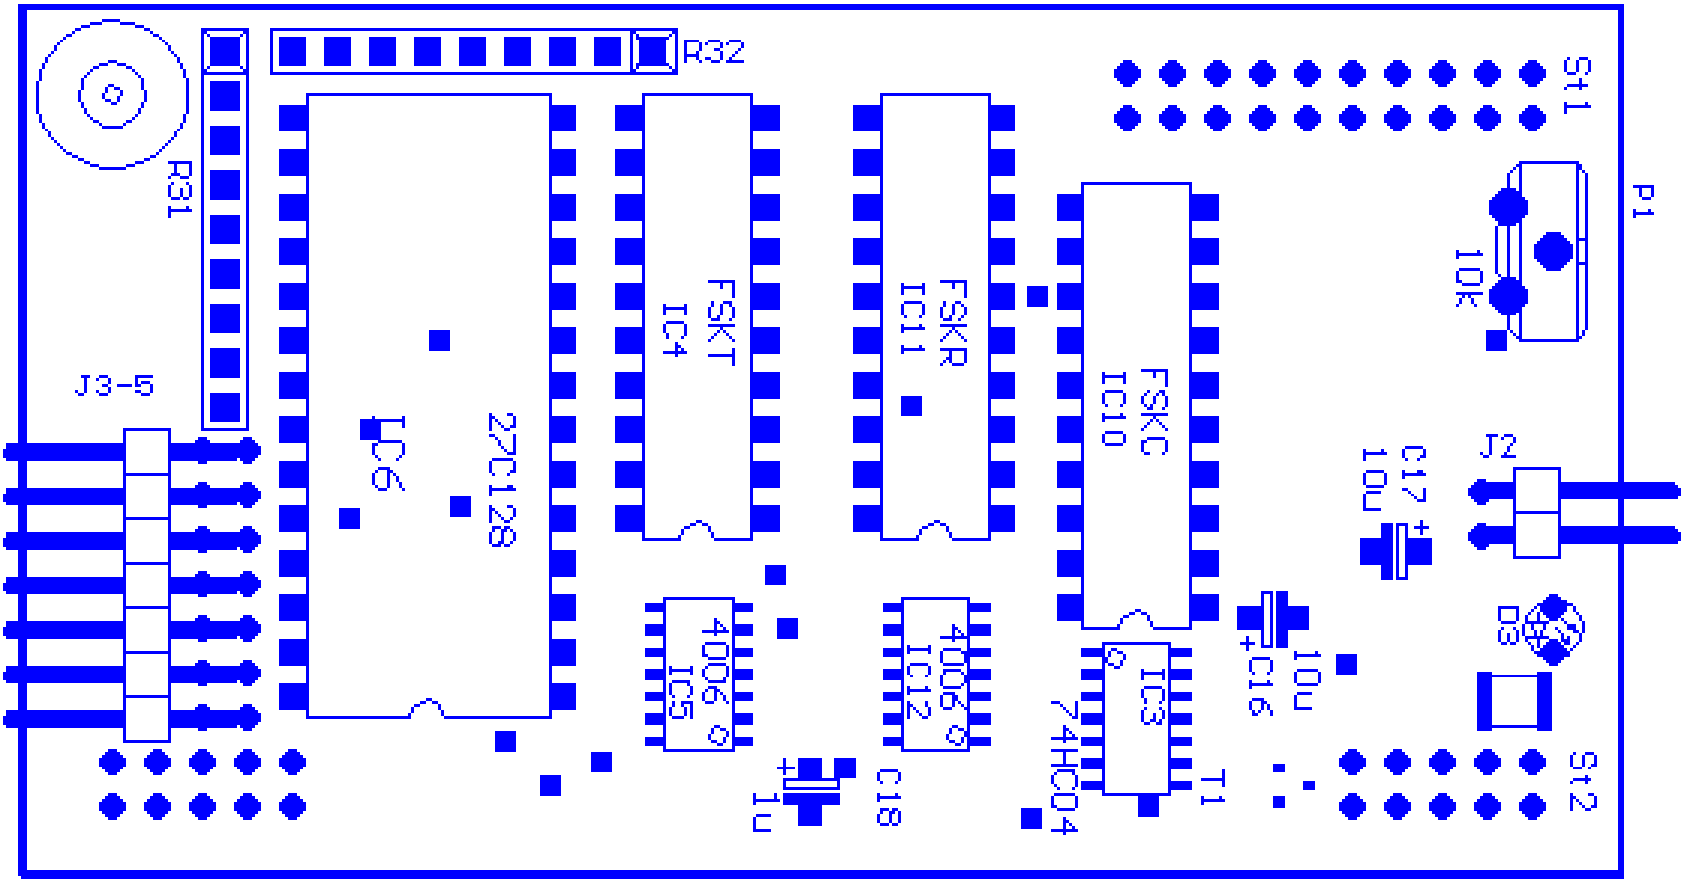 R32
St1
R31
P1
10k
FSKT
IC4
FSKR
IC11
FSKC
IC10
J3-5
IC6
27C128
C17
10u
+
J2
D3
4006
IC5
4006
IC12
IC3
74HC04
+
C16
10u
+
1u
C18
T1
St2